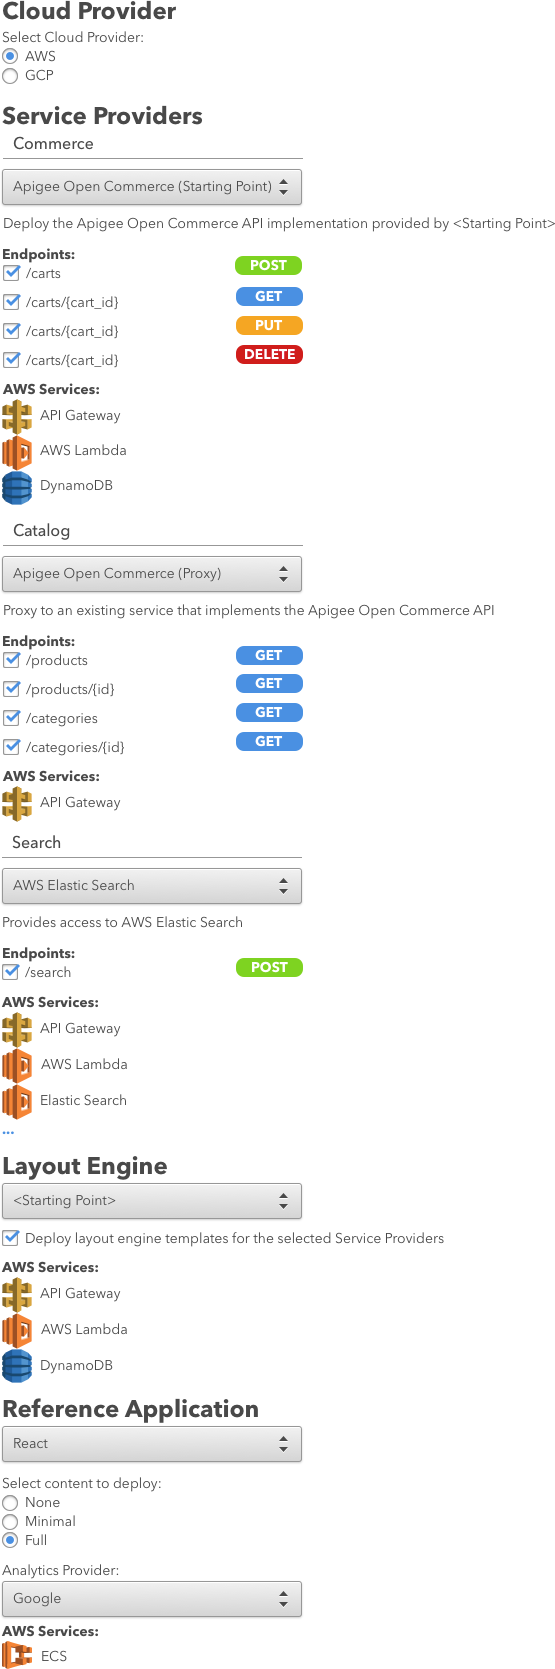 Cloud Provider
Select Cloud Provider:
AWS
GCP
Service Providers
Commerce
Apigee Open Commerce (Starting Point)
Deploy the Apigee Open Commerce API implementation provided by <Starting Point>
Endpoints:
/carts POST
/carts/{cart_id} GET
/carts/{cart_id} PUT
/carts/{cart_id} DELETE
AWS Services:
API Gateway
AWS Lambda
DynamoDB
Catalog
Apigee Open Commerce (Proxy)
Proxy to an existing service that implements the Apigee Open Commerce API
Endpoints:
/products GET
/products/{id} GET
/categories GET
/categories/{id} GET
AWS Services:
API Gateway
Search
AWS Elastic Search
Provides access to AWS Elastic Search
Endpoints:
/search POST
AWS Services:
API Gateway
AWS Lambda
Elastic Search
...
Layout Engine
<Starting Point>
Deploy layout engine templates for the selected Service Providers
AWS Services:
API Gateway
AWS Lambda
DynamoDB
Reference Application
React
Select content to deploy:
None
Minimal
Full
Analytics Provider:
Google
AWS Services:
ECS